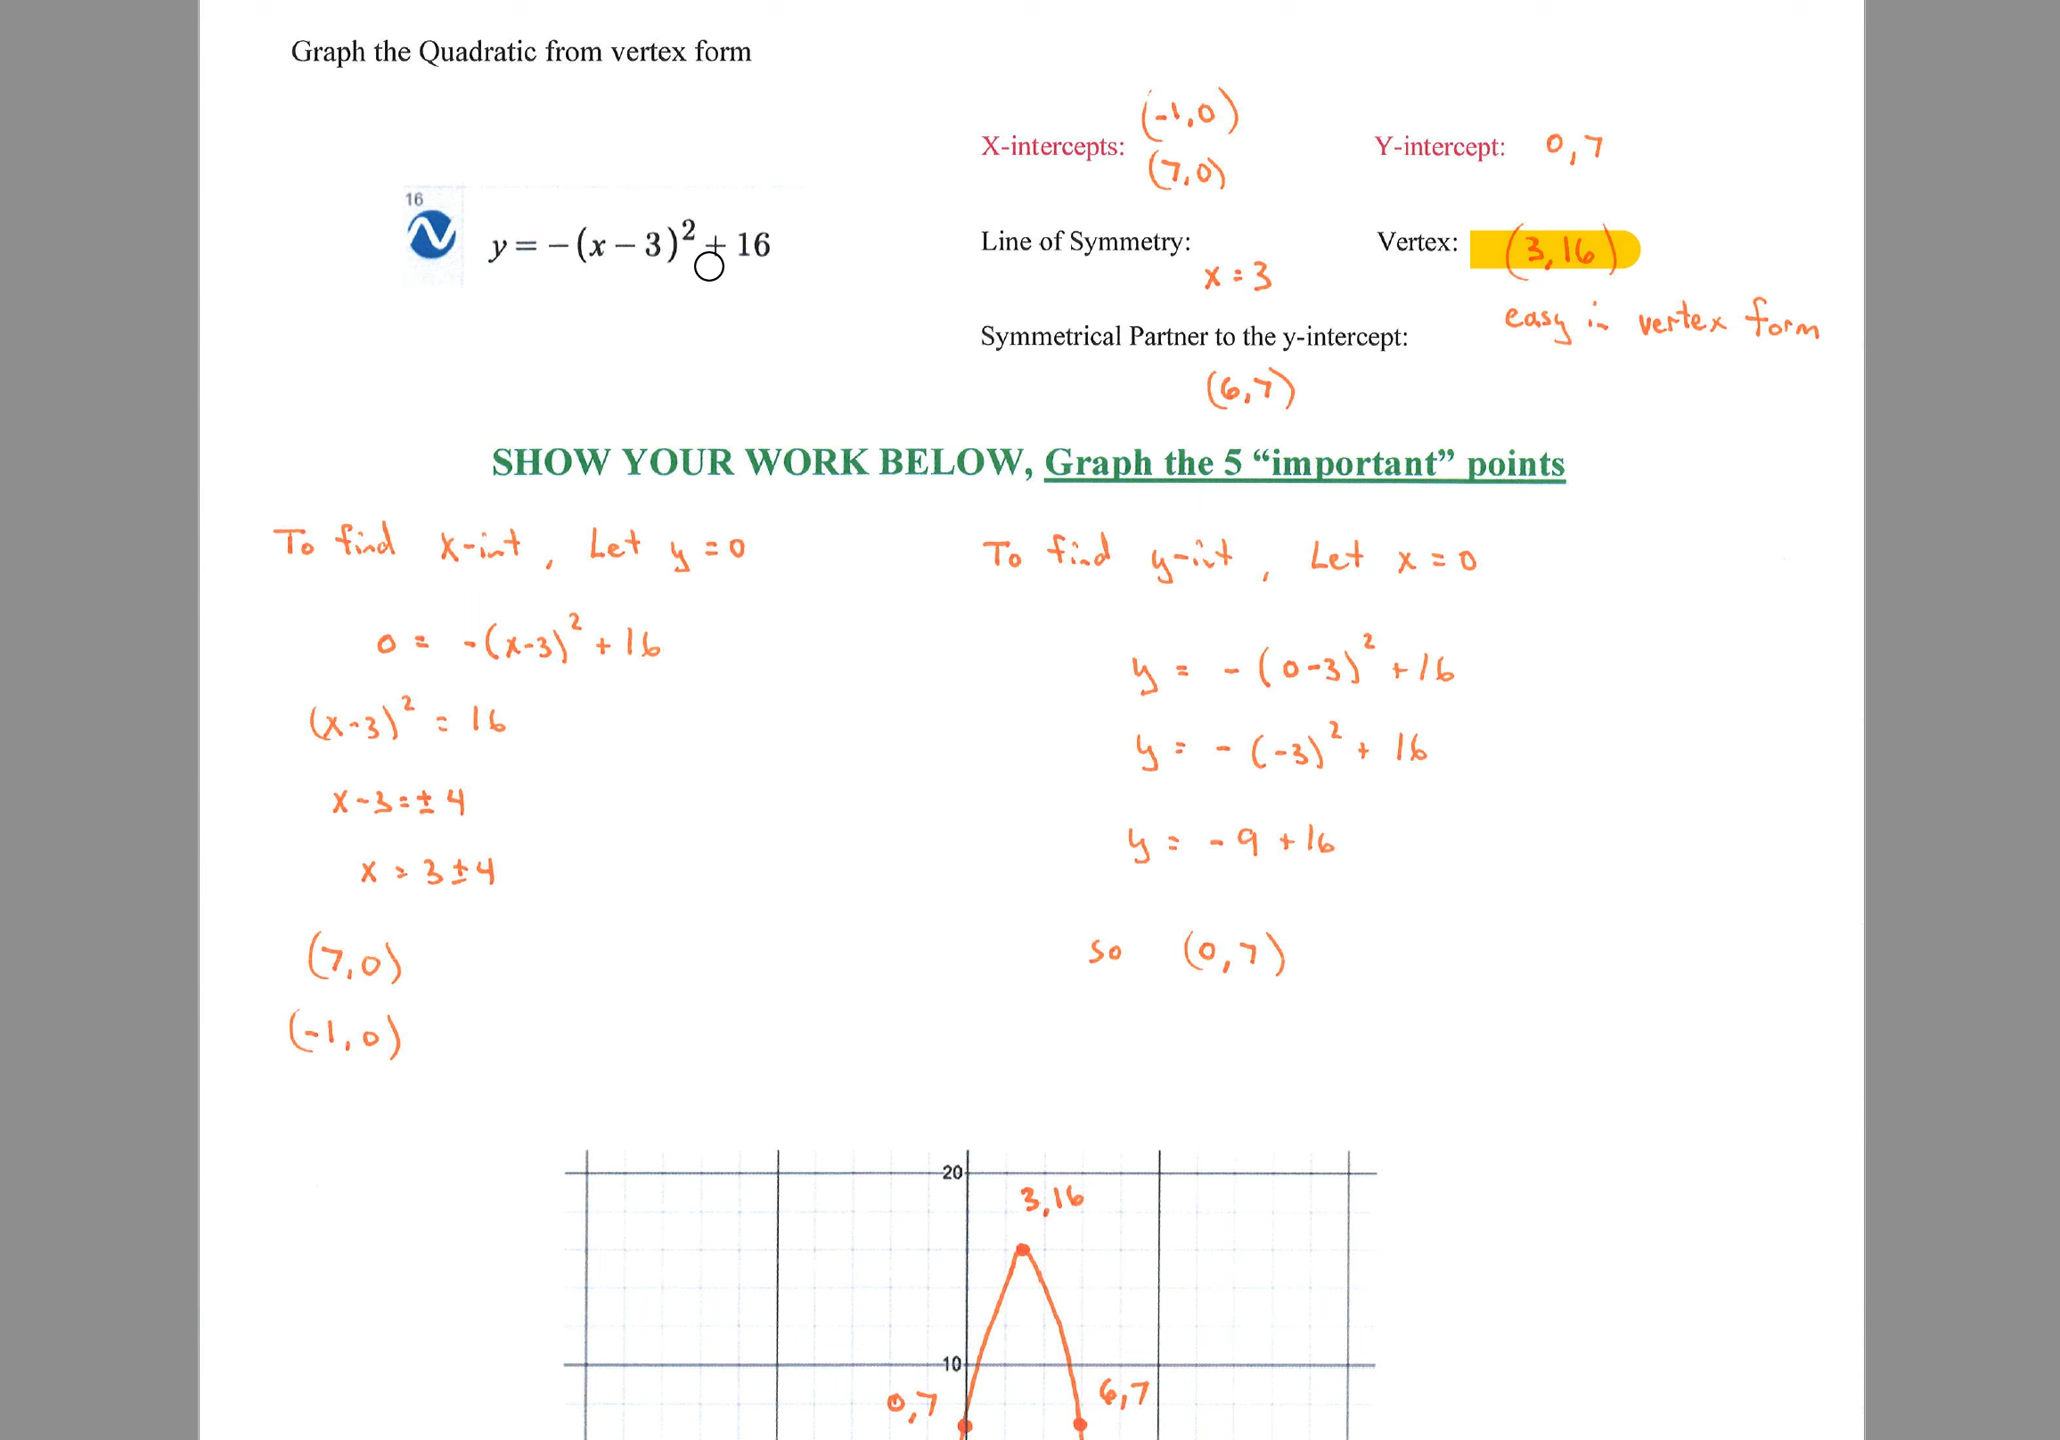 Graph the Quadratic from vertex form
X-intercepts: (-1,0)
(7,0)
Y-intercept: 0,7
16
y = -(x - 3)² + 16
Line of Symmetry:
x = 3
Vertex: (3,16)
easy in vertex form
Symmetrical Partner to the y-intercept:
(6,7)
SHOW YOUR WORK BELOW, Graph the 5 “important” points
To find x-int, Let y = 0
0 = -(x-3)² + 16
(x-3)² = 16
x-3 = ± 4
x = 3 ± 4
(7,0)
(-1,0)
To find y-int, Let x = 0
y = -(0-3)² + 16
y = -(-3)² + 16
y = -9 + 16
so (0,7)
20
3,16
10
0,7
6,7